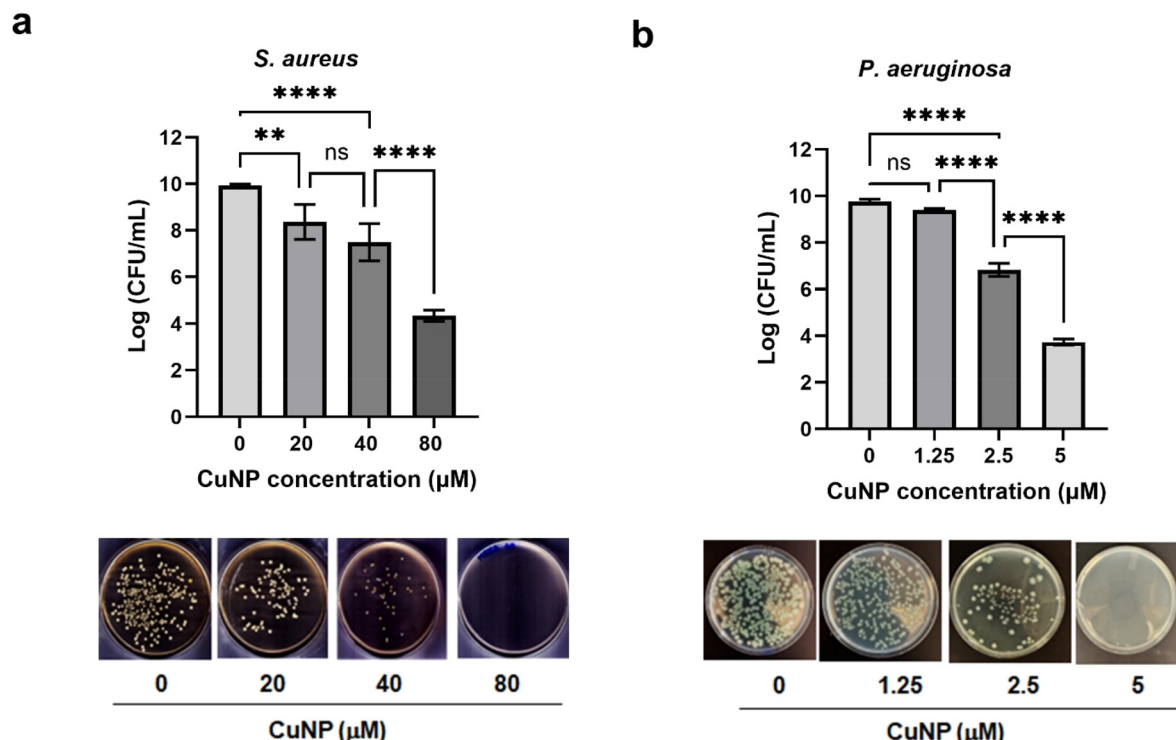 a
S. aureus
****
**
ns
****
Log (CFU/mL)
12
10
8
6
4
2
0
0 20 40 80
CuNP concentration (µM)
0 20 40 80
CuNP (µM)
b
P. aeruginosa
****
ns
****
****
Log (CFU/mL)
12
10
8
6
4
2
0
0 1.25 2.5 5
CuNP concentration (µM)
0 1.25 2.5 5
CuNP (µM)